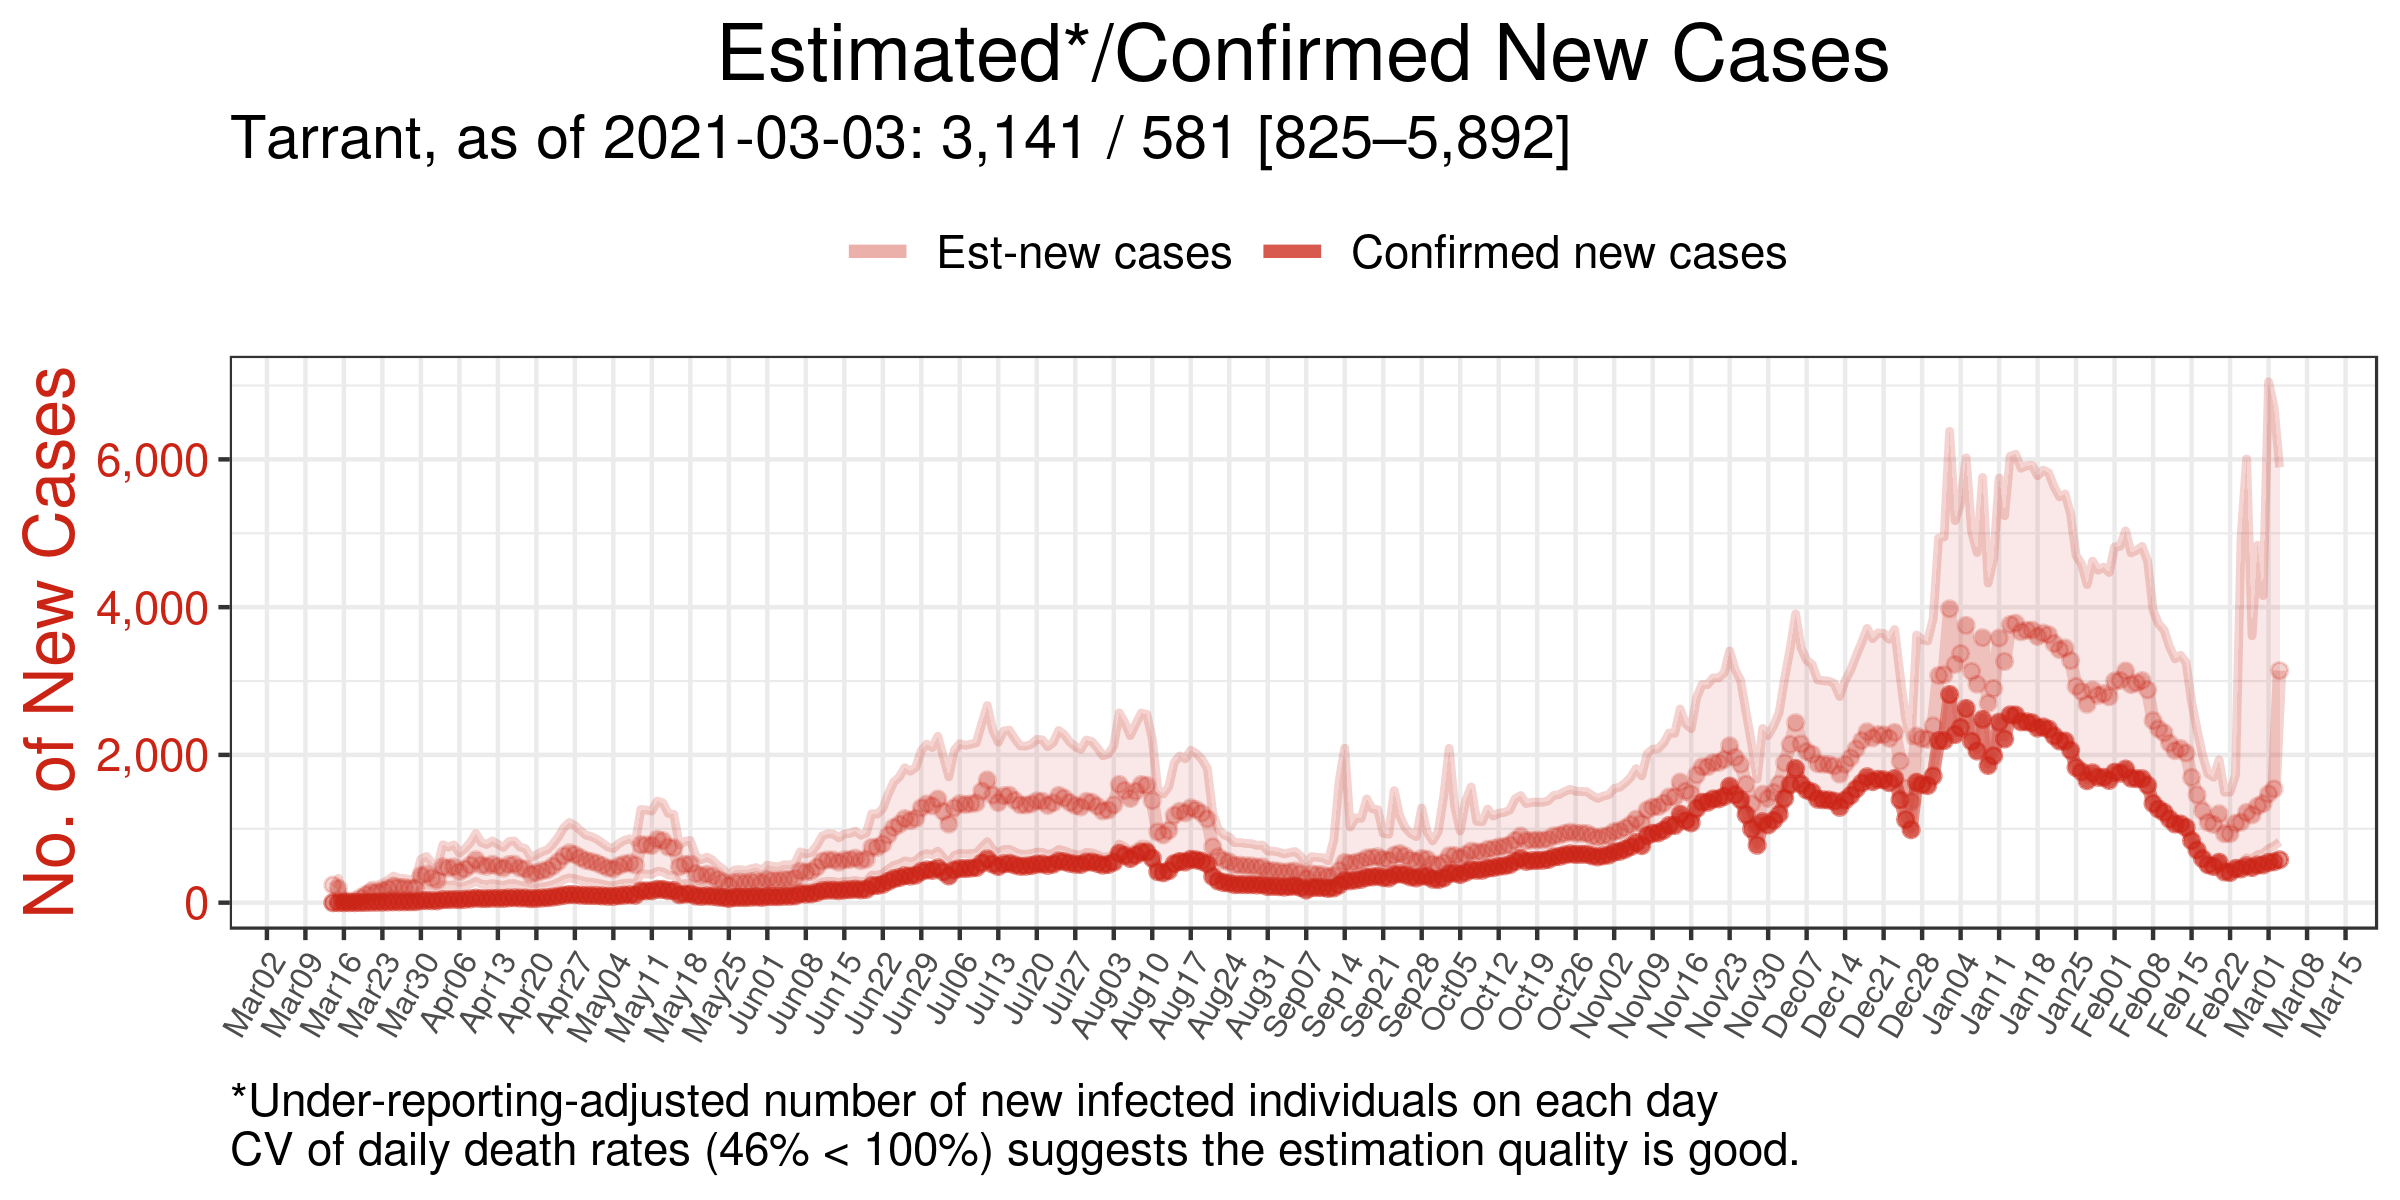 Estimated*/Confirmed New Cases
Tarrant, as of 2021-03-03: 3,141 / 581 [825–5,892]
Est-new cases Confirmed new cases
No. of New Cases
6,000
4,000
2,000
0
Mar02 Mar09 Mar16 Mar23 Mar30 Apr06 Apr13 Apr20 Apr27 May04 May11 May18 May25 Jun01 Jun08 Jun15 Jun22 Jun29 Jul06 Jul13 Jul20 Jul27 Aug03 Aug10 Aug17 Aug24 Aug31 Sep07 Sep14 Sep21 Sep28 Oct05 Oct12 Oct19 Oct26 Nov02 Nov09 Nov16 Nov23 Nov30 Dec07 Dec14 Dec21 Dec28 Jan04 Jan11 Jan18 Jan25 Feb01 Feb08 Feb15 Feb22 Mar01 Mar08 Mar15
*Under-reporting-adjusted number of new infected individuals on each day
CV of daily death rates (46% < 100%) suggests the estimation quality is good.